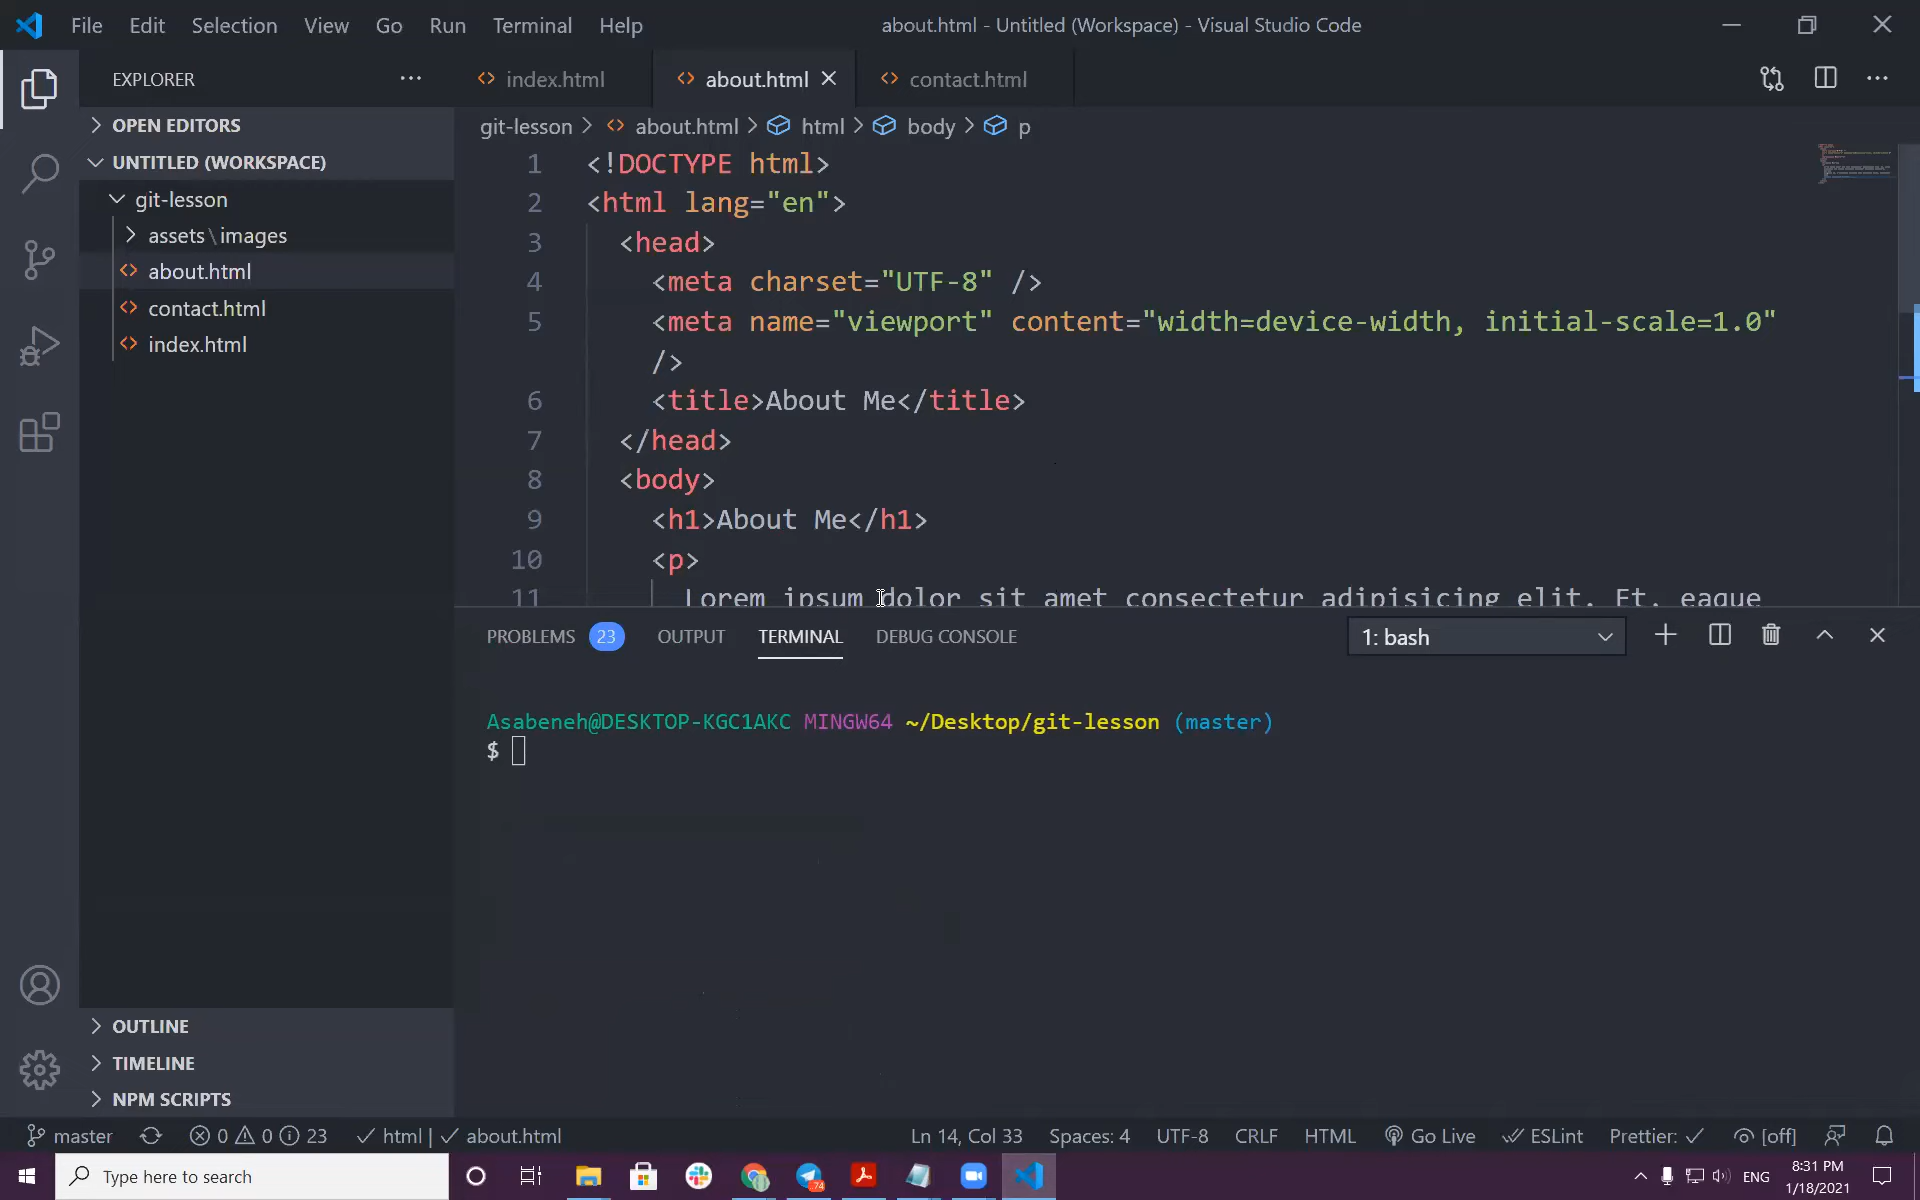 File Edit Selection View Go Run Terminal Help
about.html - Untitled (Workspace) - Visual Studio Code
EXPLORER
index.html
about.html
contact.html
OPEN EDITORS
git-lesson > about.html > html > body > p
UNTITLED (WORKSPACE)
git-lesson
assets\images
about.html
contact.html
index.html
1 <!DOCTYPE html>
2 <html lang="en">
3 <head>
4 <meta charset="UTF-8" />
5 <meta name="viewport" content="width=device-width, initial-scale=1.0"
/>
6 <title>About Me</title>
7 </head>
8 <body>
9 <h1>About Me</h1>
10 <p>
11 Lorem ipsum dolor sit amet consectetur adipisicing elit. Et, eaque
PROBLEMS 23 OUTPUT TERMINAL DEBUG CONSOLE
1: bash
Asabeneh@DESKTOP-KGC1AKC MINGW64 ~/Desktop/git-lesson (master)
$
OUTLINE
TIMELINE
NPM SCRIPTS
master 0 0 23 html | about.html
Ln 14, Col 33 Spaces: 4 UTF-8 CRLF HTML Go Live ESLint Prettier: [off]
Type here to search
74
ENG
8:31 PM
1/18/2021